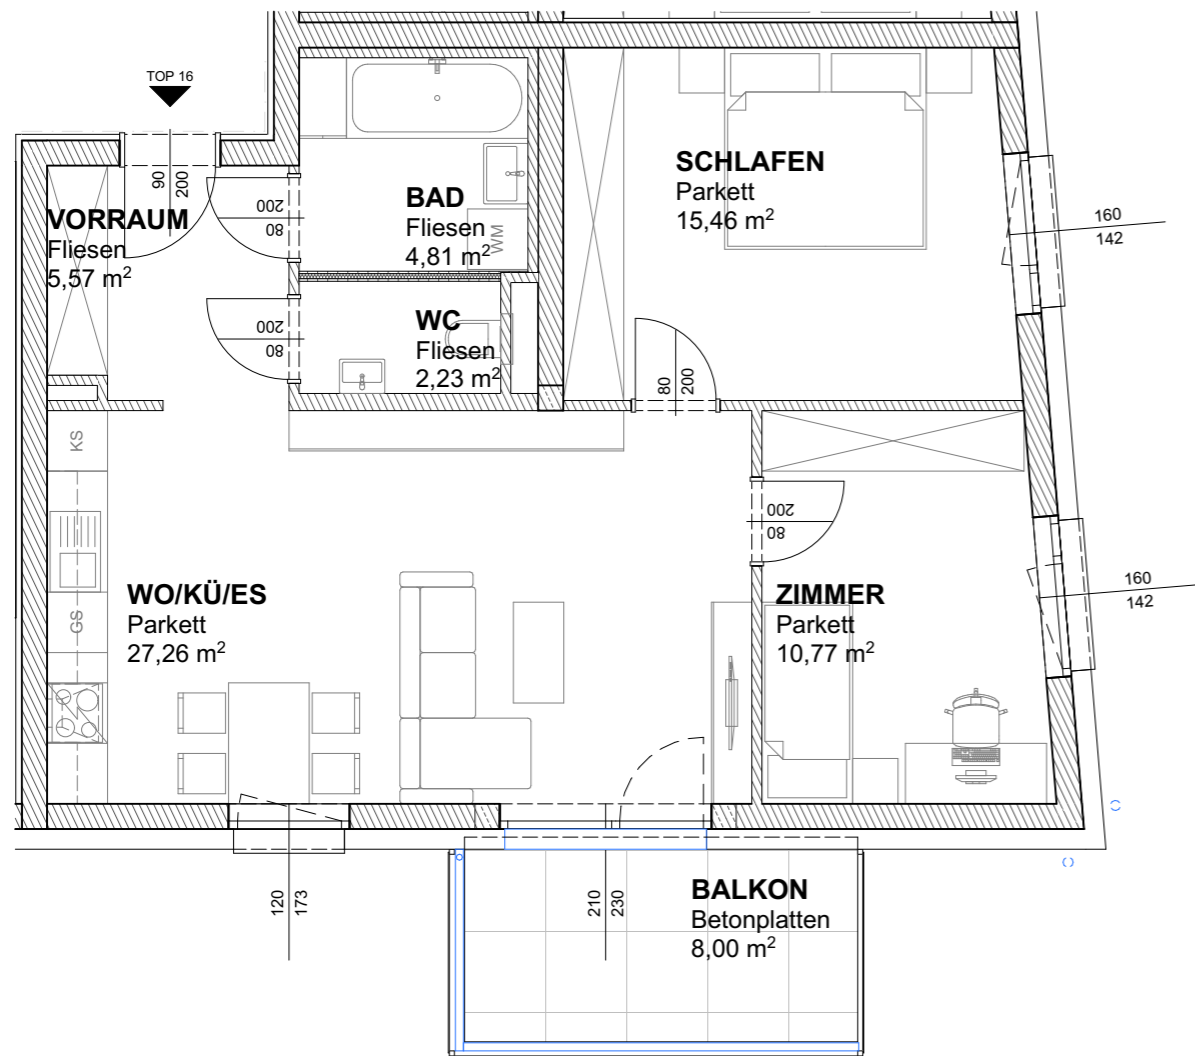 TOP 16
90
200
VORRAUM
Fliesen
5,57 m²
200
80
BAD
Fliesen
4,81 m²
WM
SCHLAFEN
Parkett
15,46 m²
160
142
200
80
WC
Fliesen
2,23 m²
80
200
KS
200
80
WO/KÜ/ES
Parkett
27,26 m²
GS
ZIMMER
Parkett
10,77 m²
160
142
120
173
210
230
BALKON
Betonplatten
8,00 m²